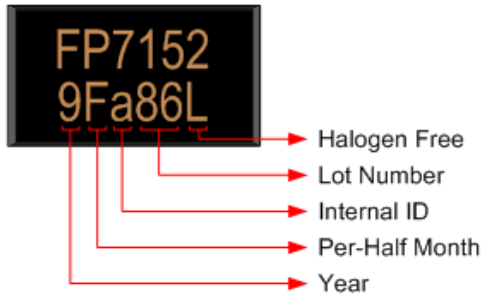 FP7152
9Fa86L
Halogen Free
Lot Number
Internal ID
Per-Half Month
Year